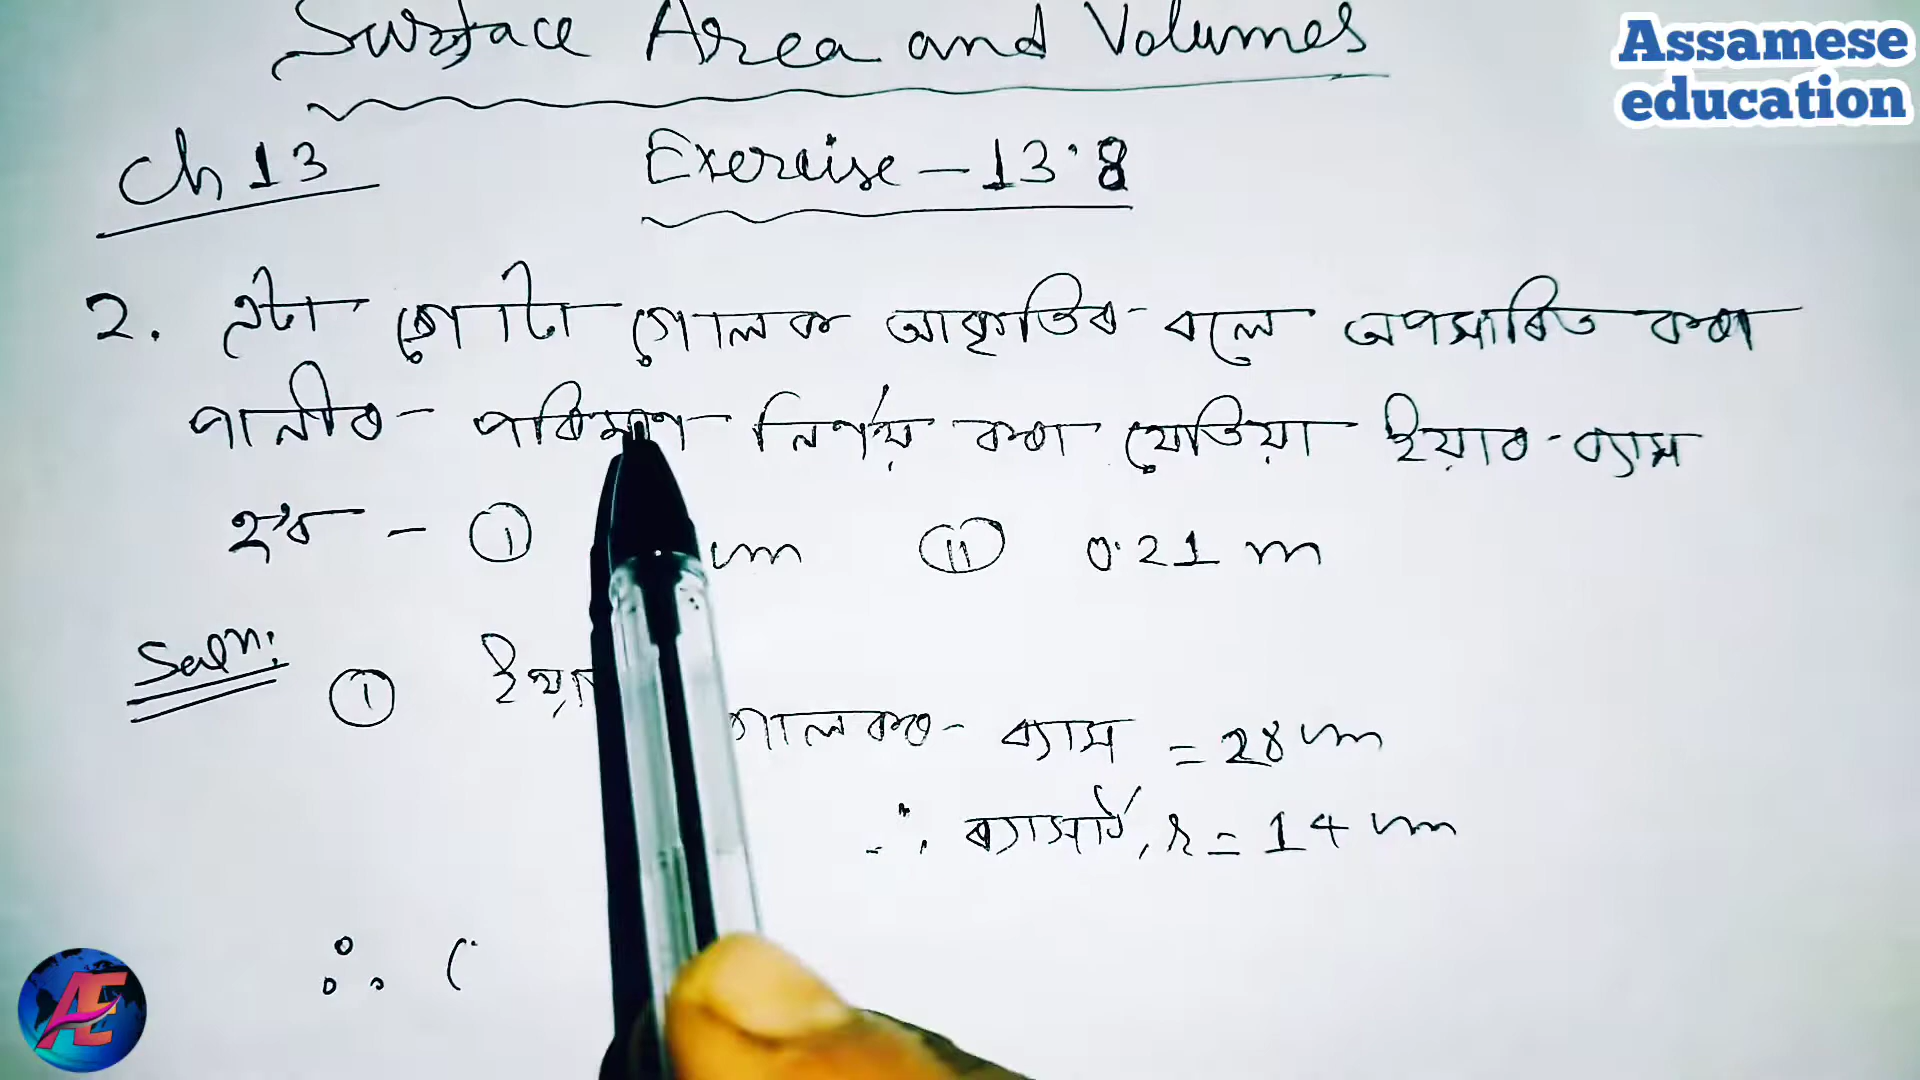 Surface Area and Volumes
Assamese education
Ch 13
Exercise - 13.8
2. এটা গোটা গোলক আকৃতিৰ বলে অপসাৰিত কৰা
পানীৰ পৰিমাণ নিৰ্ণয় কৰা যেতিয়া ইয়াৰ ব্যাস
হ'ব - (i) cm (ii) 0.21 m
Soln:
(i) ইয়া
গোলকৰ ব্যাস = 28 cm
∴ ব্যাসাৰ্ধ, r = 14 cm
∴ (
AE